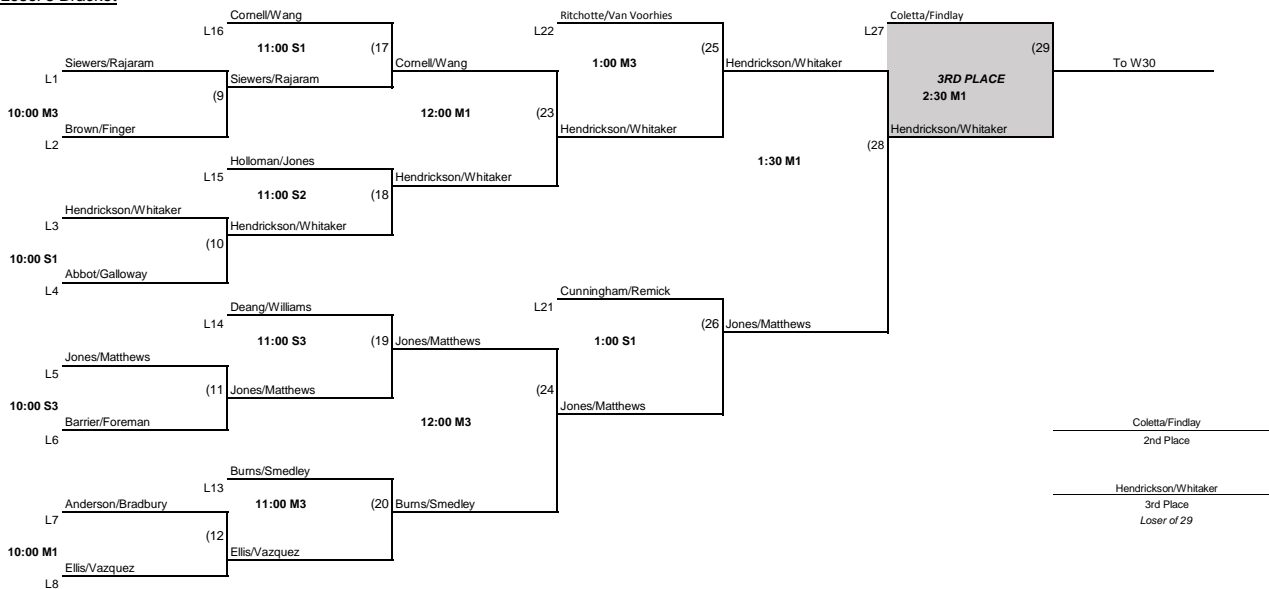 Cornell/Wang Ritchotte/Van Voorhies Coletta/Findlay
L16 L22 L27
11:00 S1 (17 (25 (29
Siewers/Rajaram Cornell/Wang 1:00 M3 Hendrickson/Whitaker To W30
L1 Siewers/Rajaram 3RD PLACE
(9 2:30 M1
10:00 M3 12:00 M1 (23
Brown/Finger Hendrickson/Whitaker Hendrickson/Whitaker
L2 (28
Holloman/Jones 1:30 M1
L15 Hendrickson/Whitaker
11:00 S2 (18
Hendrickson/Whitaker
L3 Hendrickson/Whitaker
(10
10:00 S1
Abbot/Galloway
L4 Cunningham/Remick
Deang/Williams L21
L14 (26 Jones/Matthews
11:00 S3 (19 Jones/Matthews 1:00 S1
Jones/Matthews
L5
(11 Jones/Matthews (24
10:00 S3 Jones/Matthews
Barrier/Foreman 12:00 M3 Coletta/Findlay
L6 2nd Place
Burns/Smedley
L13 Hendrickson/Whitaker
Anderson/Bradbury 11:00 M3 (20 Burns/Smedley 3rd Place
L7 Loser of 29
(12
10:00 M1 Ellis/Vazquez
Ellis/Vazquez
L8